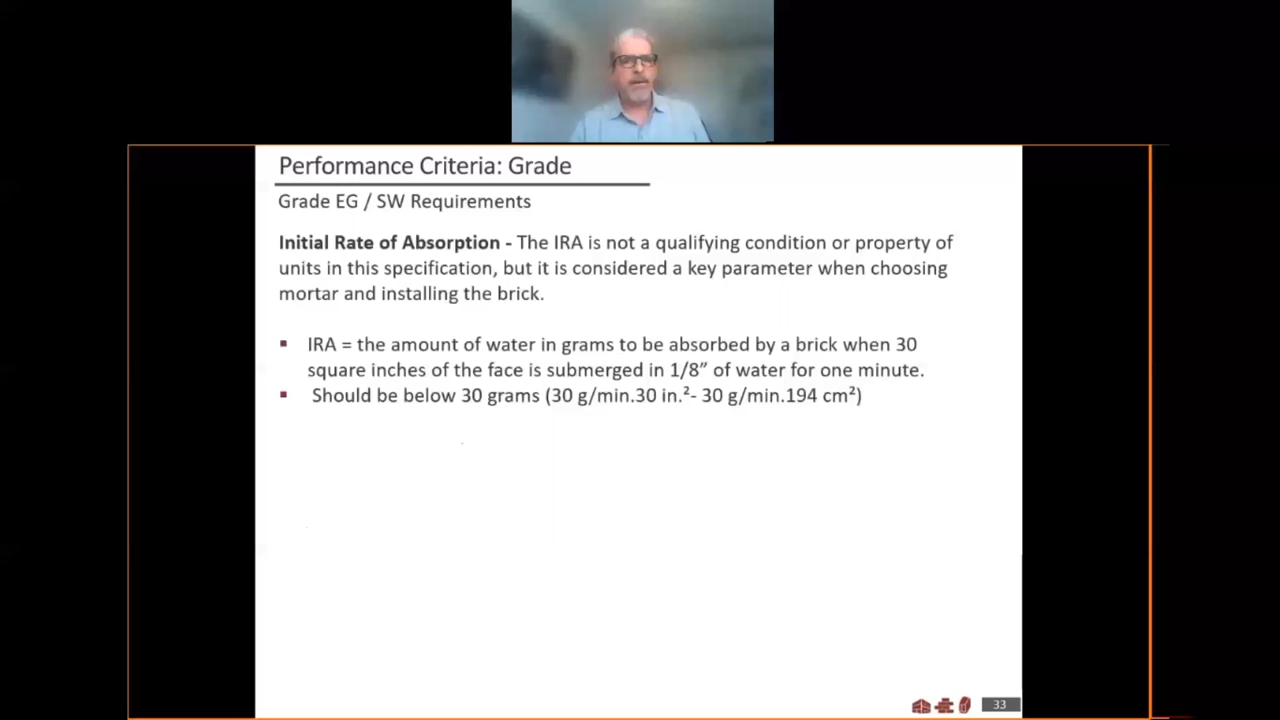 Performance Criteria: Grade
Grade EG / SW Requirements
Initial Rate of Absorption - The IRA is not a qualifying condition or property of
units in this specification, but it is considered a key parameter when choosing
mortar and installing the brick.
▪ IRA = the amount of water in grams to be absorbed by a brick when 30
square inches of the face is submerged in 1/8” of water for one minute.
▪ Should be below 30 grams (30 g/min.30 in.²- 30 g/min.194 cm²)
33